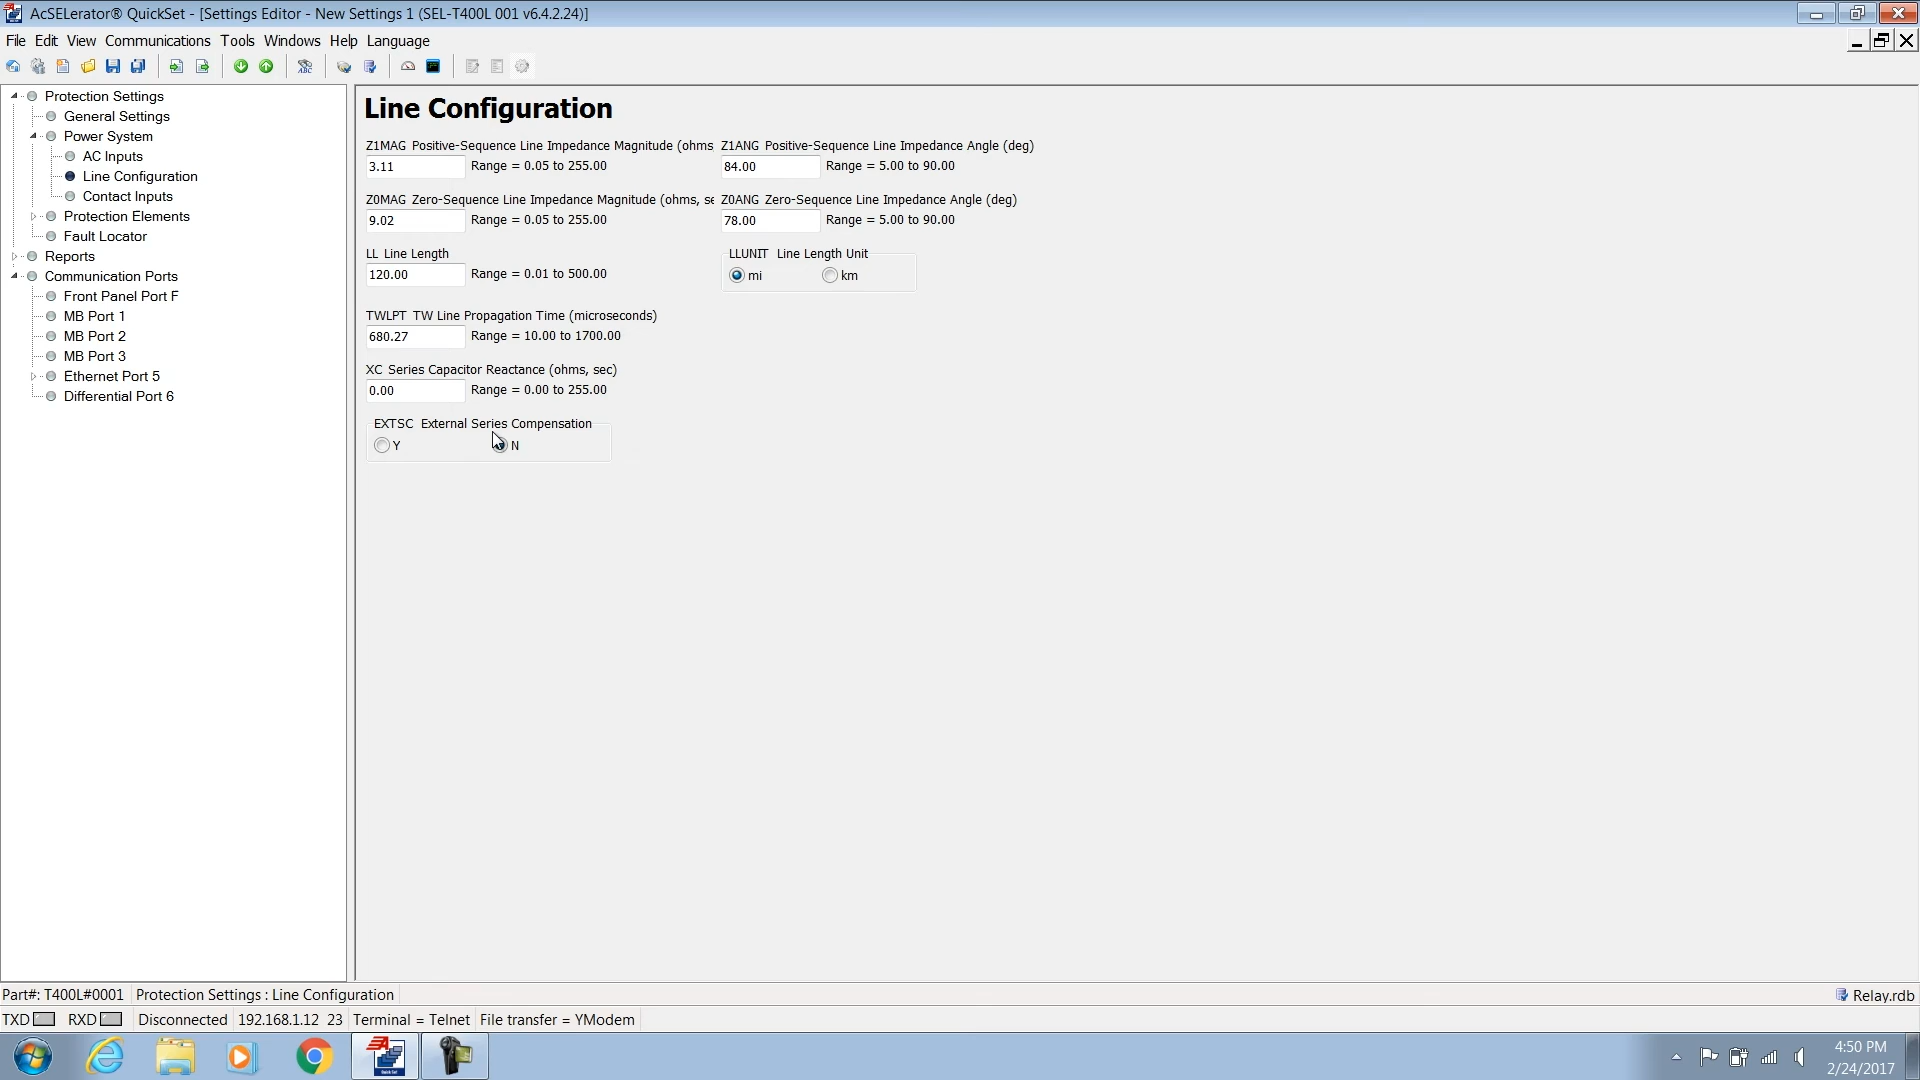 AcSELerator® QuickSet - [Settings Editor - New Settings 1 (SEL-T400L 001 v6.4.2.24)]
File Edit View Communications Tools Windows Help Language
Protection Settings
General Settings
Power System
AC Inputs
Line Configuration
Contact Inputs
Protection Elements
Fault Locator
Reports
Communication Ports
Front Panel Port F
MB Port 1
MB Port 2
MB Port 3
Ethernet Port 5
Differential Port 6
Line Configuration
Z1MAG Positive-Sequence Line Impedance Magnitude (ohms Z1ANG Positive-Sequence Line Impedance Angle (deg)
3.11 Range = 0.05 to 255.00 84.00 Range = 5.00 to 90.00
Z0MAG Zero-Sequence Line Impedance Magnitude (ohms, se Z0ANG Zero-Sequence Line Impedance Angle (deg)
9.02 Range = 0.05 to 255.00 78.00 Range = 5.00 to 90.00
LL Line Length LLUNIT Line Length Unit
120.00 Range = 0.01 to 500.00 mi km
TWLPT TW Line Propagation Time (microseconds)
680.27 Range = 10.00 to 1700.00
XC Series Capacitor Reactance (ohms, sec)
0.00 Range = 0.00 to 255.00
EXTSC External Series Compensation
Y N
Part#: T400L#0001 Protection Settings : Line Configuration Relay.rdb
TXD RXD Disconnected 192.168.1.12 23 Terminal = Telnet File transfer = YModem
4:50 PM
2/24/2017